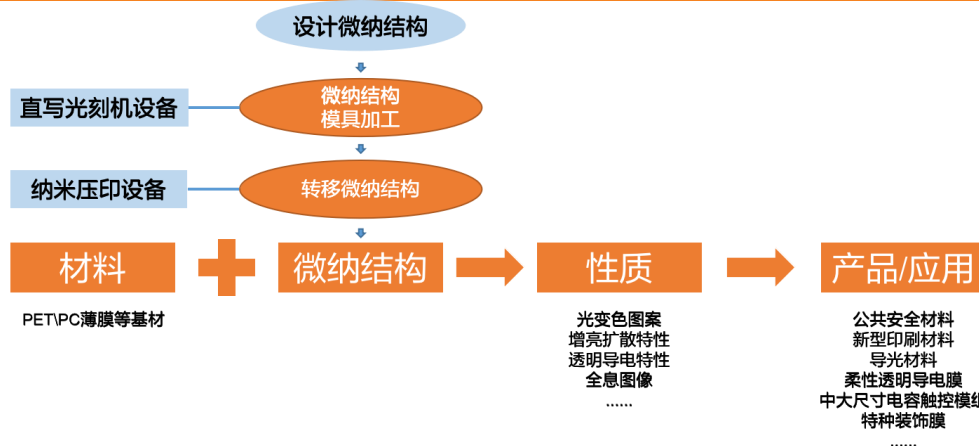 设计微纳结构
直写光刻机设备
微纳结构
模具加工
纳米压印设备
转移微纳结构
材料
微纳结构
性质
产品/应用
PET\PC薄膜等基材
光变色图案
增亮扩散特性
透明导电特性
全息图像
......
公共安全材料
新型印刷材料
导光材料
柔性透明导电膜
中大尺寸电容触控模组
特种装饰膜
......